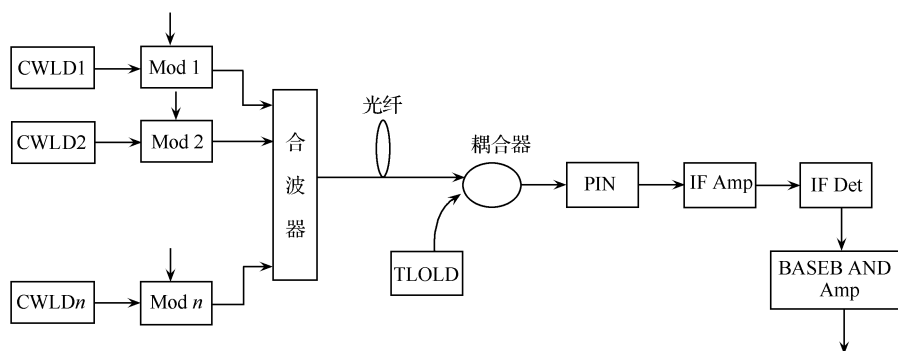 CWLD1
Mod 1
CWLD2
Mod 2
CWLDn
Mod n
合
波
器
光纤
耦合器
TLOLD
PIN
IF Amp
IF Det
BASEB AND
Amp